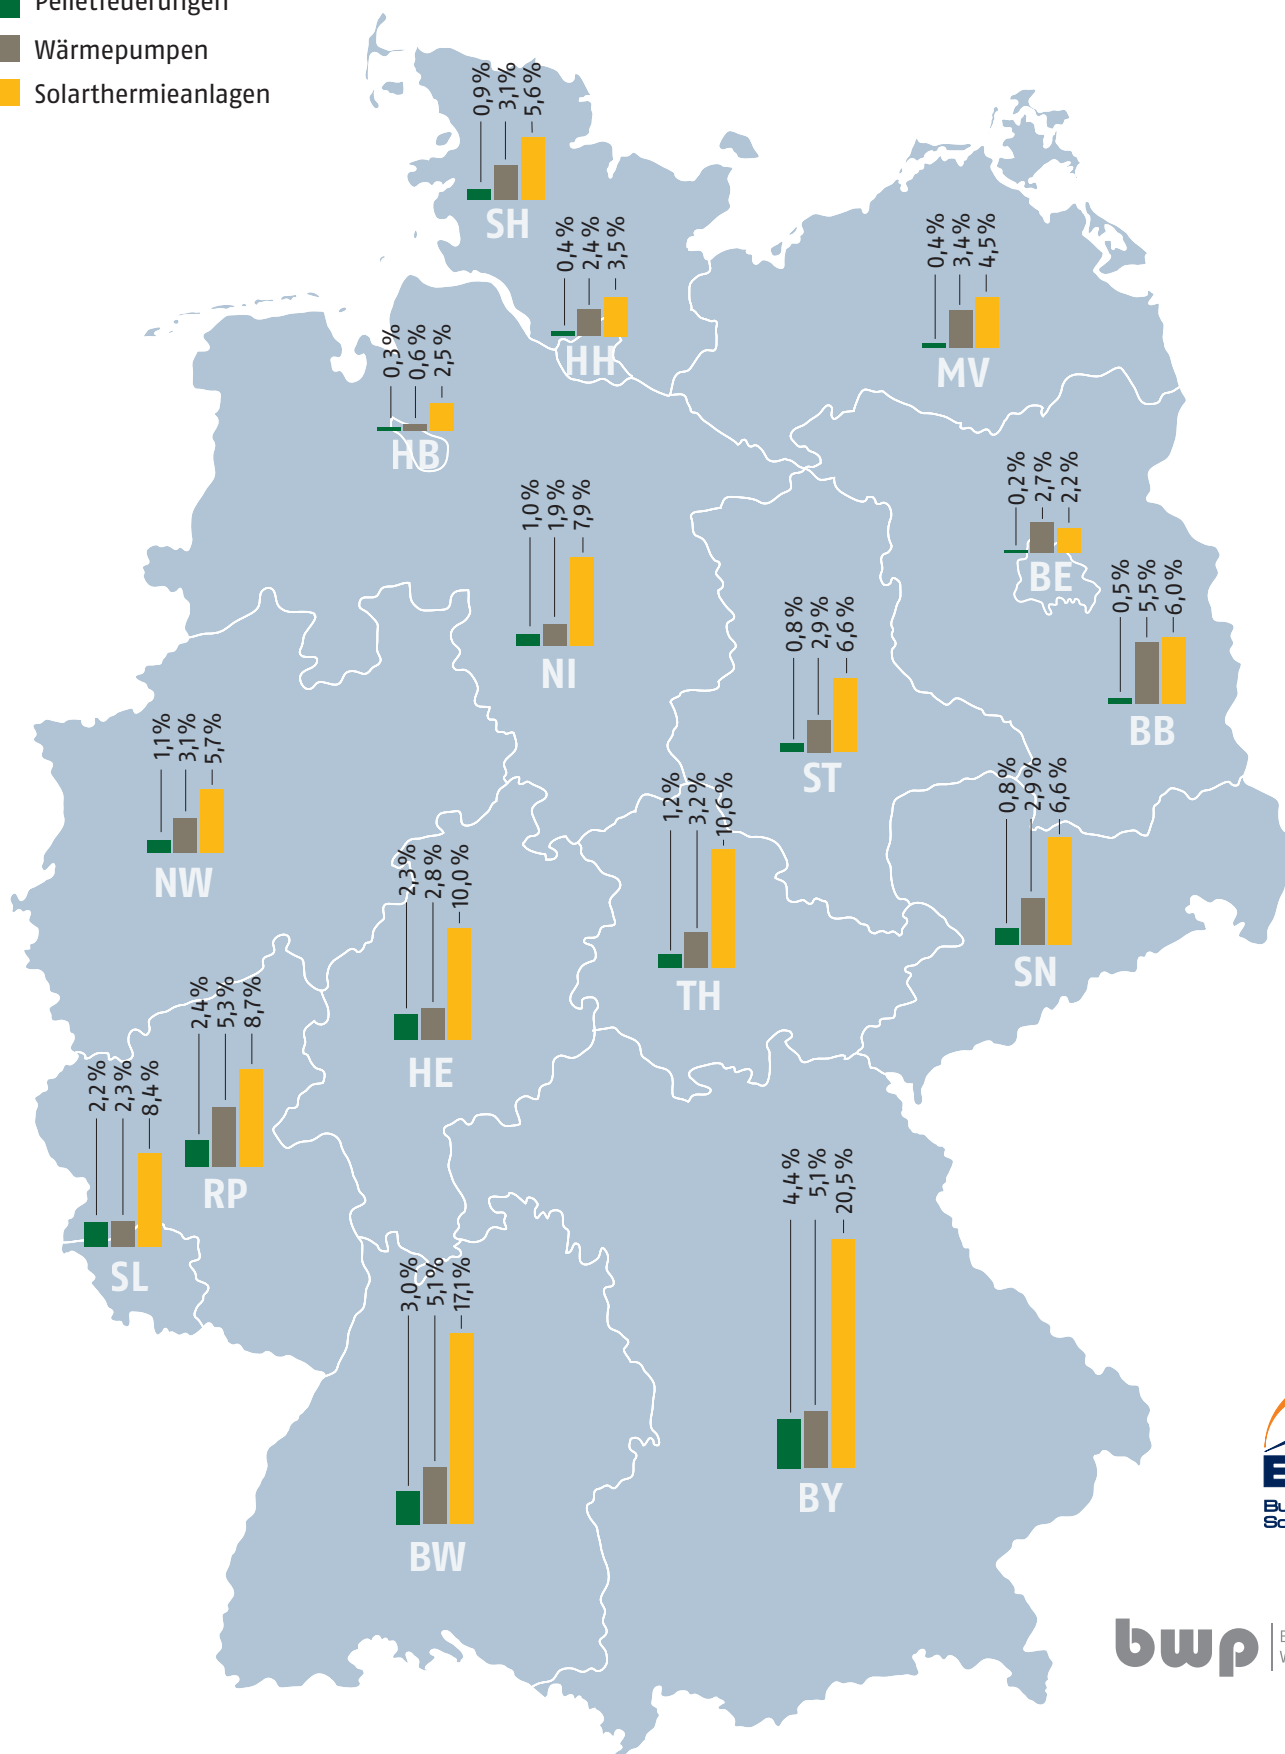 Pelletfeuerungen
Wärmepumpen
Solarthermieanlagen
0,9 %
3,1 %
5,6 %
SH
0,4 %
2,4 %
3,5 %
HH
0,4 %
3,4 %
4,5 %
MV
0,3 %
0,6 %
2,5 %
HB
0,2 %
2,7 %
2,2 %
BE
1,0 %
1,9 %
7,9 %
NI
0,5 %
5,5 %
6,0 %
BB
0,8 %
2,9 %
6,6 %
ST
1,1 %
3,1 %
5,7 %
NW
1,2 %
3,2 %
10,6 %
TH
0,8 %
2,9 %
6,6 %
SN
2,3 %
2,8 %
10,0 %
HE
2,4 %
5,3 %
8,7 %
RP
2,2 %
2,3 %
8,4 %
SL
4,4 %
5,1 %
20,5 %
BY
3,0 %
5,1 %
17,1 %
BW
bwp